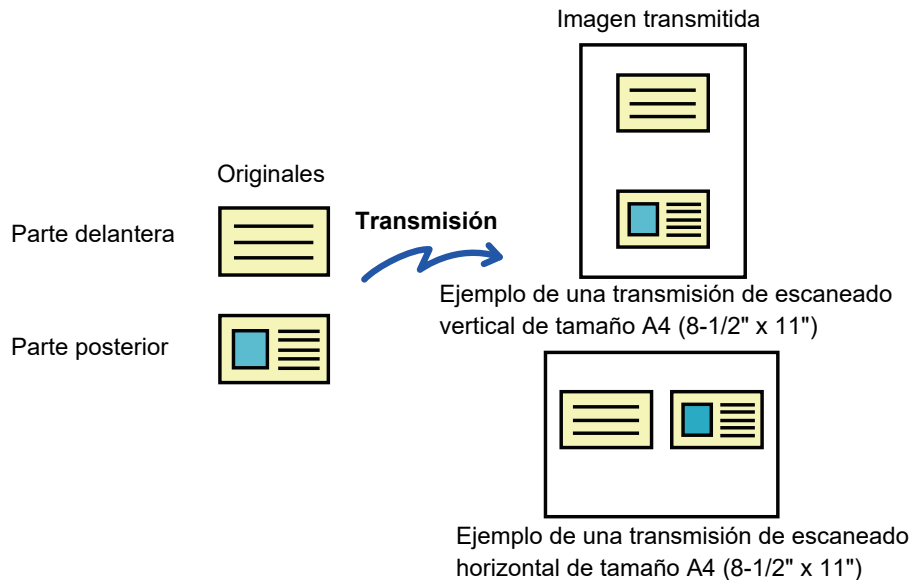 Imagen transmitida
Originales
Parte delantera
Transmisión
Parte posterior
Ejemplo de una transmisión de escaneado
vertical de tamaño A4 (8-1/2" x 11")
Ejemplo de una transmisión de escaneado
horizontal de tamaño A4 (8-1/2" x 11")